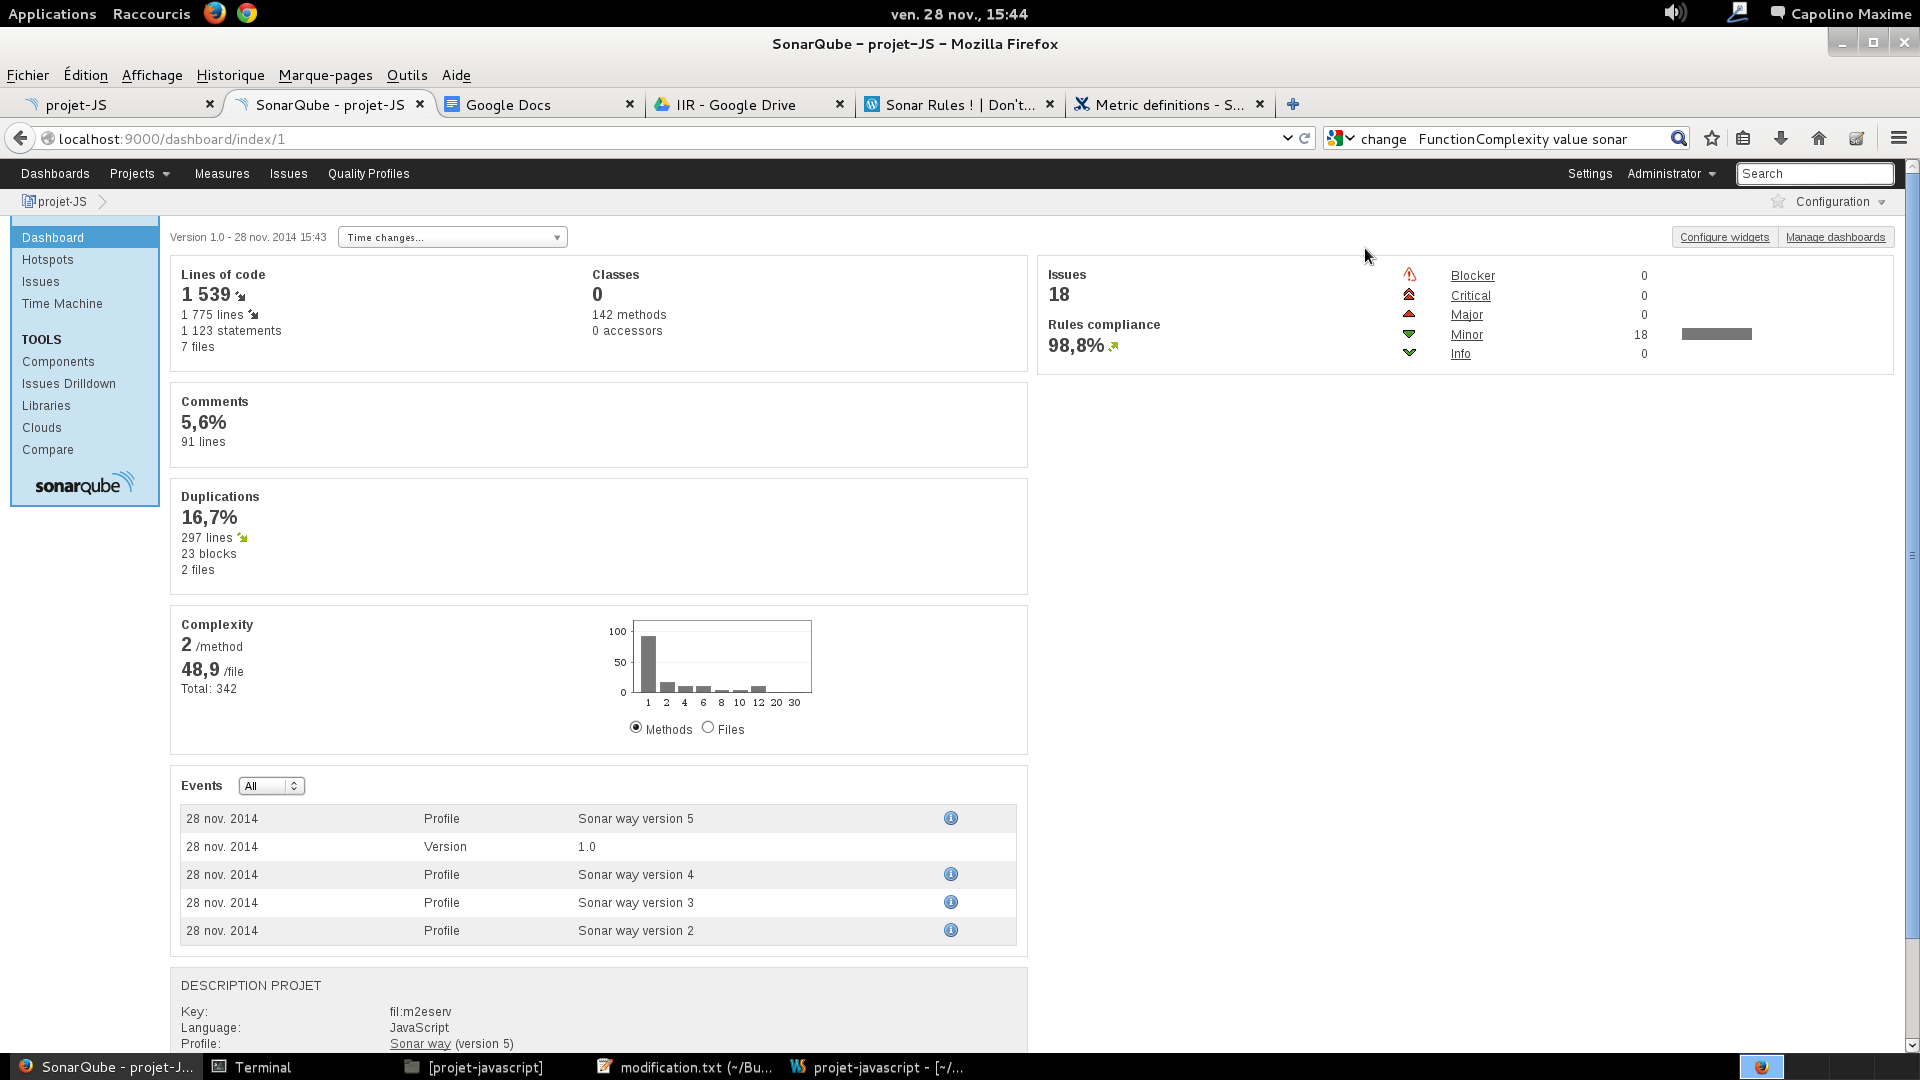 Applications Raccourcis ven. 28 nov., 15:44 Capolino Maxime
SonarQube - projet-JS - Mozilla Firefox
Fichier Édition Affichage Historique Marque-pages Outils Aide
projet-JS SonarQube - projet-JS Google Docs IIR - Google Drive Sonar Rules ! | Don't... Metric definitions - S...
localhost:9000/dashboard/index/1 change FunctionComplexity value sonar
Dashboards Projects Measures Issues Quality Profiles Settings Administrator Search
projet-JS Configuration
Dashboard
Hotspots
Issues
Time Machine
TOOLS
Components
Issues Drilldown
Libraries
Clouds
Compare
sonarqube
Version 1.0 - 28 nov. 2014 15:43 Time changes... Configure widgets Manage dashboards
Lines of code
1 539
1 775 lines
1 123 statements
7 files
Classes
0
142 methods
0 accessors
Comments
5,6%
91 lines
Duplications
16,7%
297 lines
23 blocks
2 files
Complexity
2 /method
48,9 /file
Total: 342
100
50
0
1 2 4 6 8 10 12 20 30
Methods Files
Events All
28 nov. 2014 Profile Sonar way version 5
28 nov. 2014 Version 1.0
28 nov. 2014 Profile Sonar way version 4
28 nov. 2014 Profile Sonar way version 3
28 nov. 2014 Profile Sonar way version 2
DESCRIPTION PROJET
Key: fil:m2eserv
Language: JavaScript
Profile: Sonar way (version 5)
Issues
18
Rules compliance
98,8%
Blocker 0
Critical 0
Major 0
Minor 18
Info 0
SonarQube - projet-J... Terminal [projet-javascript] modification.txt (~/Bu... projet-javascript - [~/...